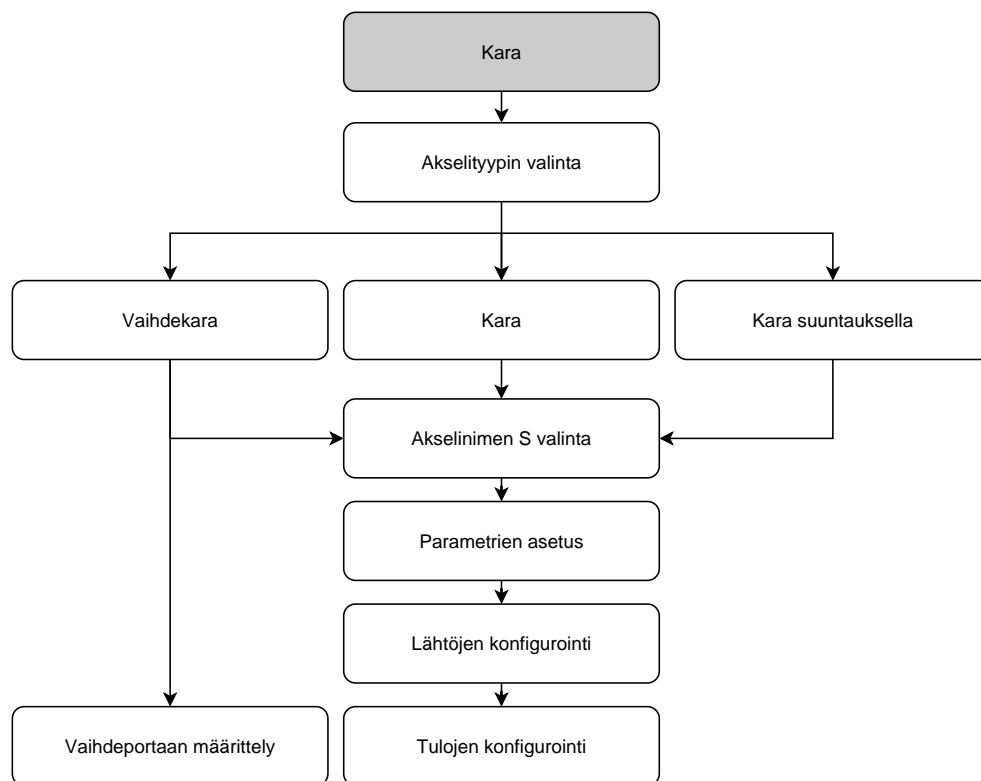 Kara
Akselityypin valinta
Vaihdekara
Kara
Kara suuntauksella
Akselinimen S valinta
Parametrien asetus
Lähtöjen konfigurointi
Vaihdeportaan määrittely
Tulojen konfigurointi